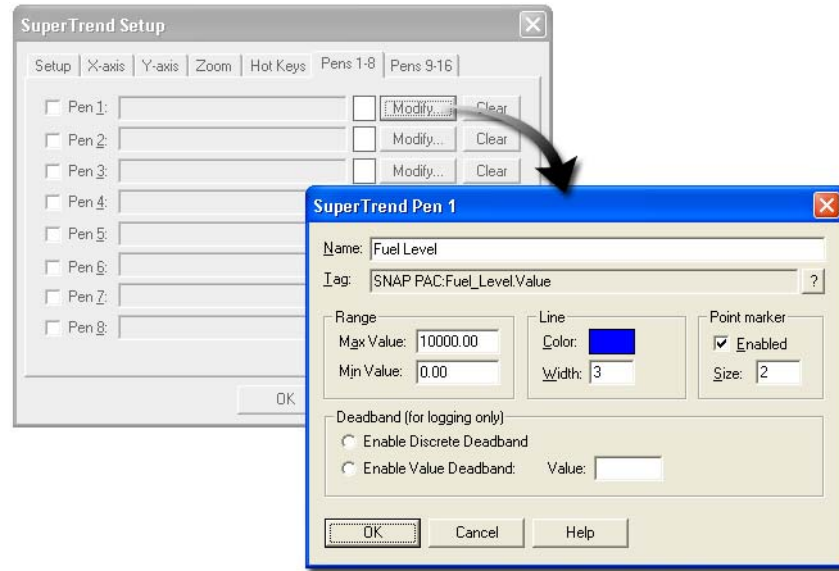 SuperTrend Setup
Setup X-axis Y-axis Zoom Hot Keys Pens 1-8 Pens 9-16
Pen 1: Modify... Clear
Pen 2: Modify... Clear
Pen 3: Modify... Clear
Pen 4:
Pen 5:
Pen 6:
Pen 7:
Pen 8:
OK
SuperTrend Pen 1
Name: Fuel Level
Tag: SNAP PAC:Fuel_Level.Value ?
Range Line Point marker
Max Value: 10000.00 Color: Enabled
Min Value: 0.00 Width: 3 Size: 2
Deadband (for logging only)
Enable Discrete Deadband
Enable Value Deadband: Value:
OK Cancel Help